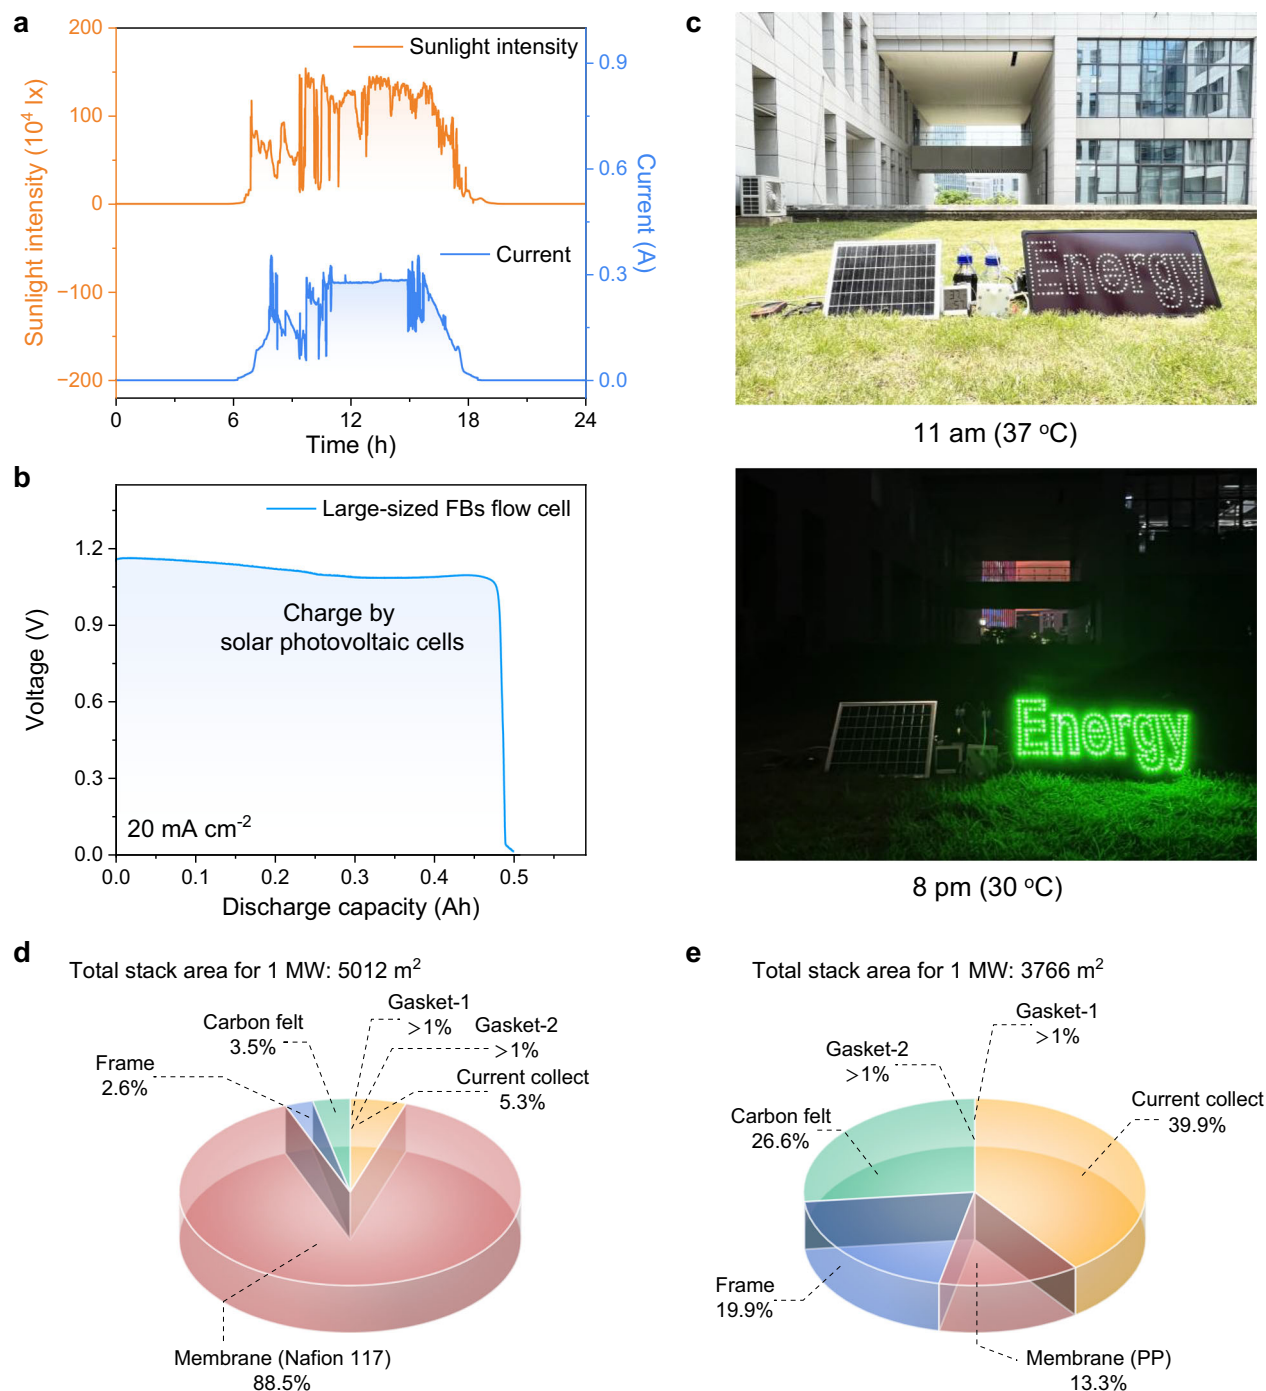 a
200
100
0
−100
−200
Sunlight intensity (10⁴ lx)
Sunlight intensity
Current
0.9
0.6
0.3
0.0
Current (A)
0
6
12
18
24
Time (h)
b
Large-sized FBs flow cell
1.2
0.9
0.6
0.3
0.0
Voltage (V)
Charge by
solar photovoltaic cells
20 mA cm⁻²
0.0
0.1
0.2
0.3
0.4
0.5
Discharge capacity (Ah)
c
Energy
11 am (37 °C)
Energy
8 pm (30 °C)
d
Total stack area for 1 MW: 5012 m²
Gasket-1
>1%
Carbon felt
3.5%
Gasket-2
>1%
Frame
2.6%
Current collect
5.3%
Membrane (Nafion 117)
88.5%
e
Total stack area for 1 MW: 3766 m²
Gasket-1
>1%
Gasket-2
>1%
Current collect
39.9%
Carbon felt
26.6%
Frame
19.9%
Membrane (PP)
13.3%